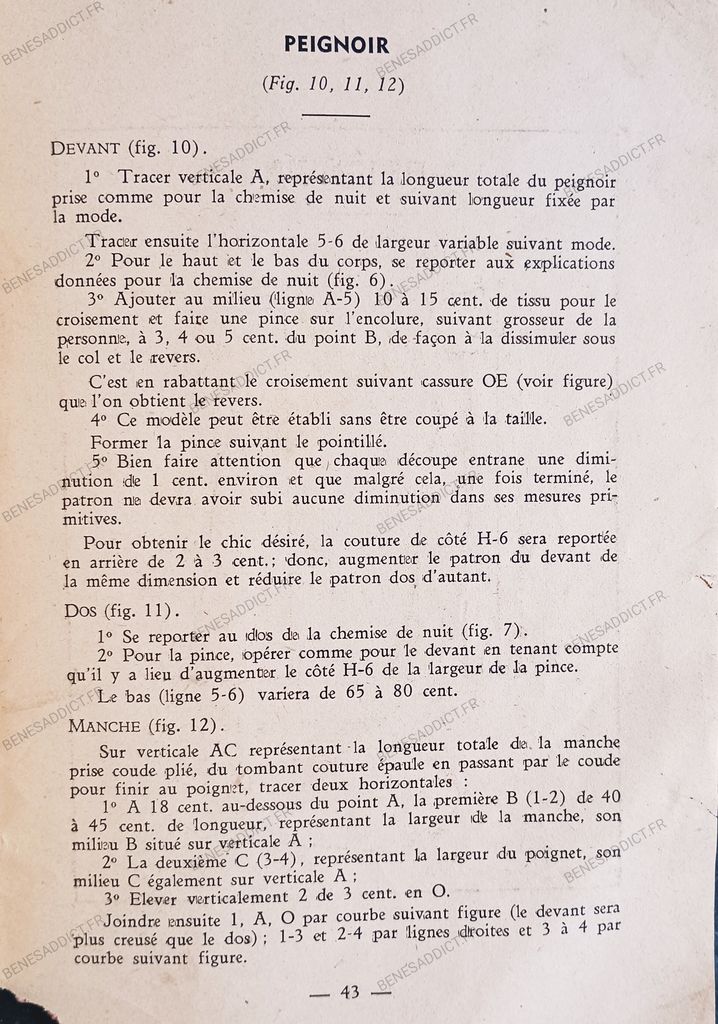 PEIGNOIR
(Fig. 10, 11, 12)
DEVANT (fig. 10).
1° Tracer verticale A, représentant la longueur totale du peignoir
prise comme pour la chemise de nuit et suivant longueur fixée par
la mode.
Tracer ensuite l'horizontale 5-6 de largeur variable suivant mode.
2° Pour le haut et le bas du corps, se reporter aux explications
données pour la chemise de nuit (fig. 6).
3° Ajouter au milieu (ligne A-5) 10 à 15 cent. de tissu pour le
croisement et faire une pince sur l'encolure, suivant grosseur de la
personne, à 3, 4 ou 5 cent. du point B, de façon à la dissimuler sous
le col et le revers.
C'est en rabattant le croisement suivant cassure OE (voir figure)
que l'on obtient le revers.
4° Ce modèle peut être établi sans être coupé à la taille.
Former la pince suivant le pointillé.
5° Bien faire attention que chaque découpe entrane une dimi-
nution de 1 cent. environ et que malgré cela, une fois terminé, le
patron ne devra avoir subi aucune diminution dans ses mesures pri-
mitives.
Pour obtenir le chic désiré, la couture de côté H-6 sera reportée
en arrière de 2 à 3 cent.; donc, augmenter le patron du devant de
la même dimension et réduire le patron dos d'autant.
DOS (fig. 11).
1° Se reporter au dos de la chemise de nuit (fig. 7).
2° Pour la pince, opérer comme pour le devant en tenant compte
qu'il y a lieu d'augmenter le côté H-6 de la largeur de la pince.
Le bas (ligne 5-6) variera de 65 à 80 cent.
MANCHE (fig. 12).
Sur verticale AC représentant la longueur totale de la manche
prise coude plié, du tombant couture épaule en passant par le coude
pour finir au poignet, tracer deux horizontales :
1° A 18 cent. au-dessous du point A, la première B (1-2) de 40
à 45 cent. de longueur, représentant la largeur de la manche, son
milieu B situé sur verticale A ;
2° La deuxième C (3-4), représentant la largeur du poignet, son
milieu C également sur verticale A ;
3° Elever verticalement 2 de 3 cent. en O.
Joindre ensuite 1, A, O par courbe suivant figure (le devant sera
plus creusé que le dos) ; 1-3 et 2-4 par lignes droites et 3 à 4 par
courbe suivant figure.
— 43 —
BENESADDICT.FR